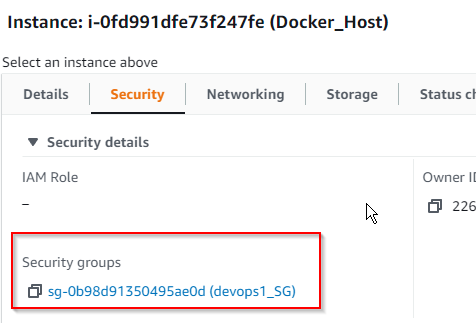 Instance: i-0fd991dfe73f247fe (Docker_Host)
Select an instance above
Details Security Networking Storage Status ch
Security details
IAM Role Owner ID
– 226
Security groups
sg-0b98d91350495ae0d (devops1_SG)